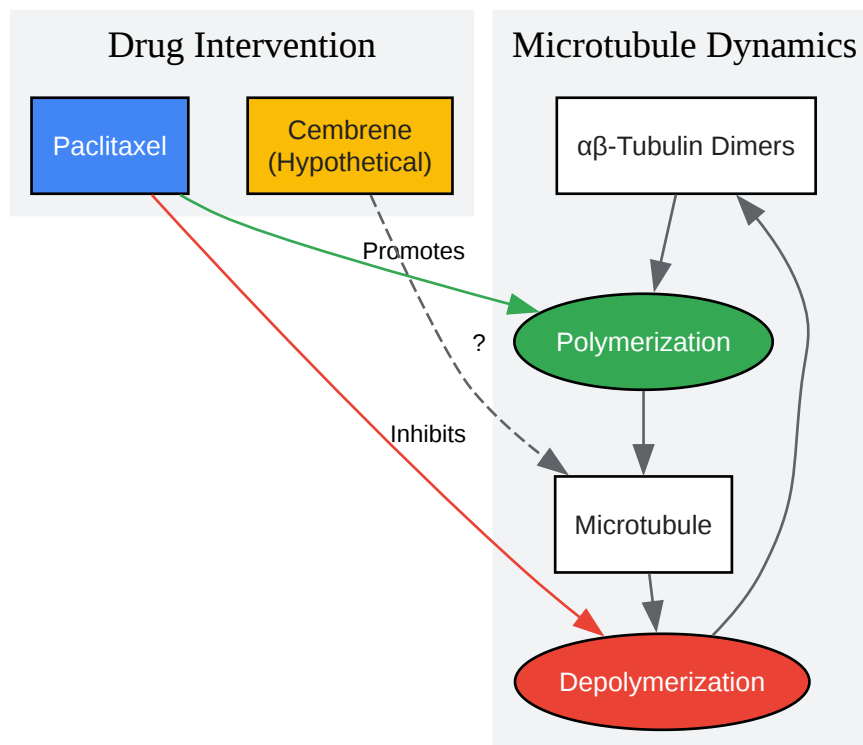 Drug Intervention
Microtubule Dynamics
Paclitaxel
Cembrene
(Hypothetical)
αβ-Tubulin Dimers
Promotes
Polymerization
?
Inhibits
Microtubule
Depolymerization